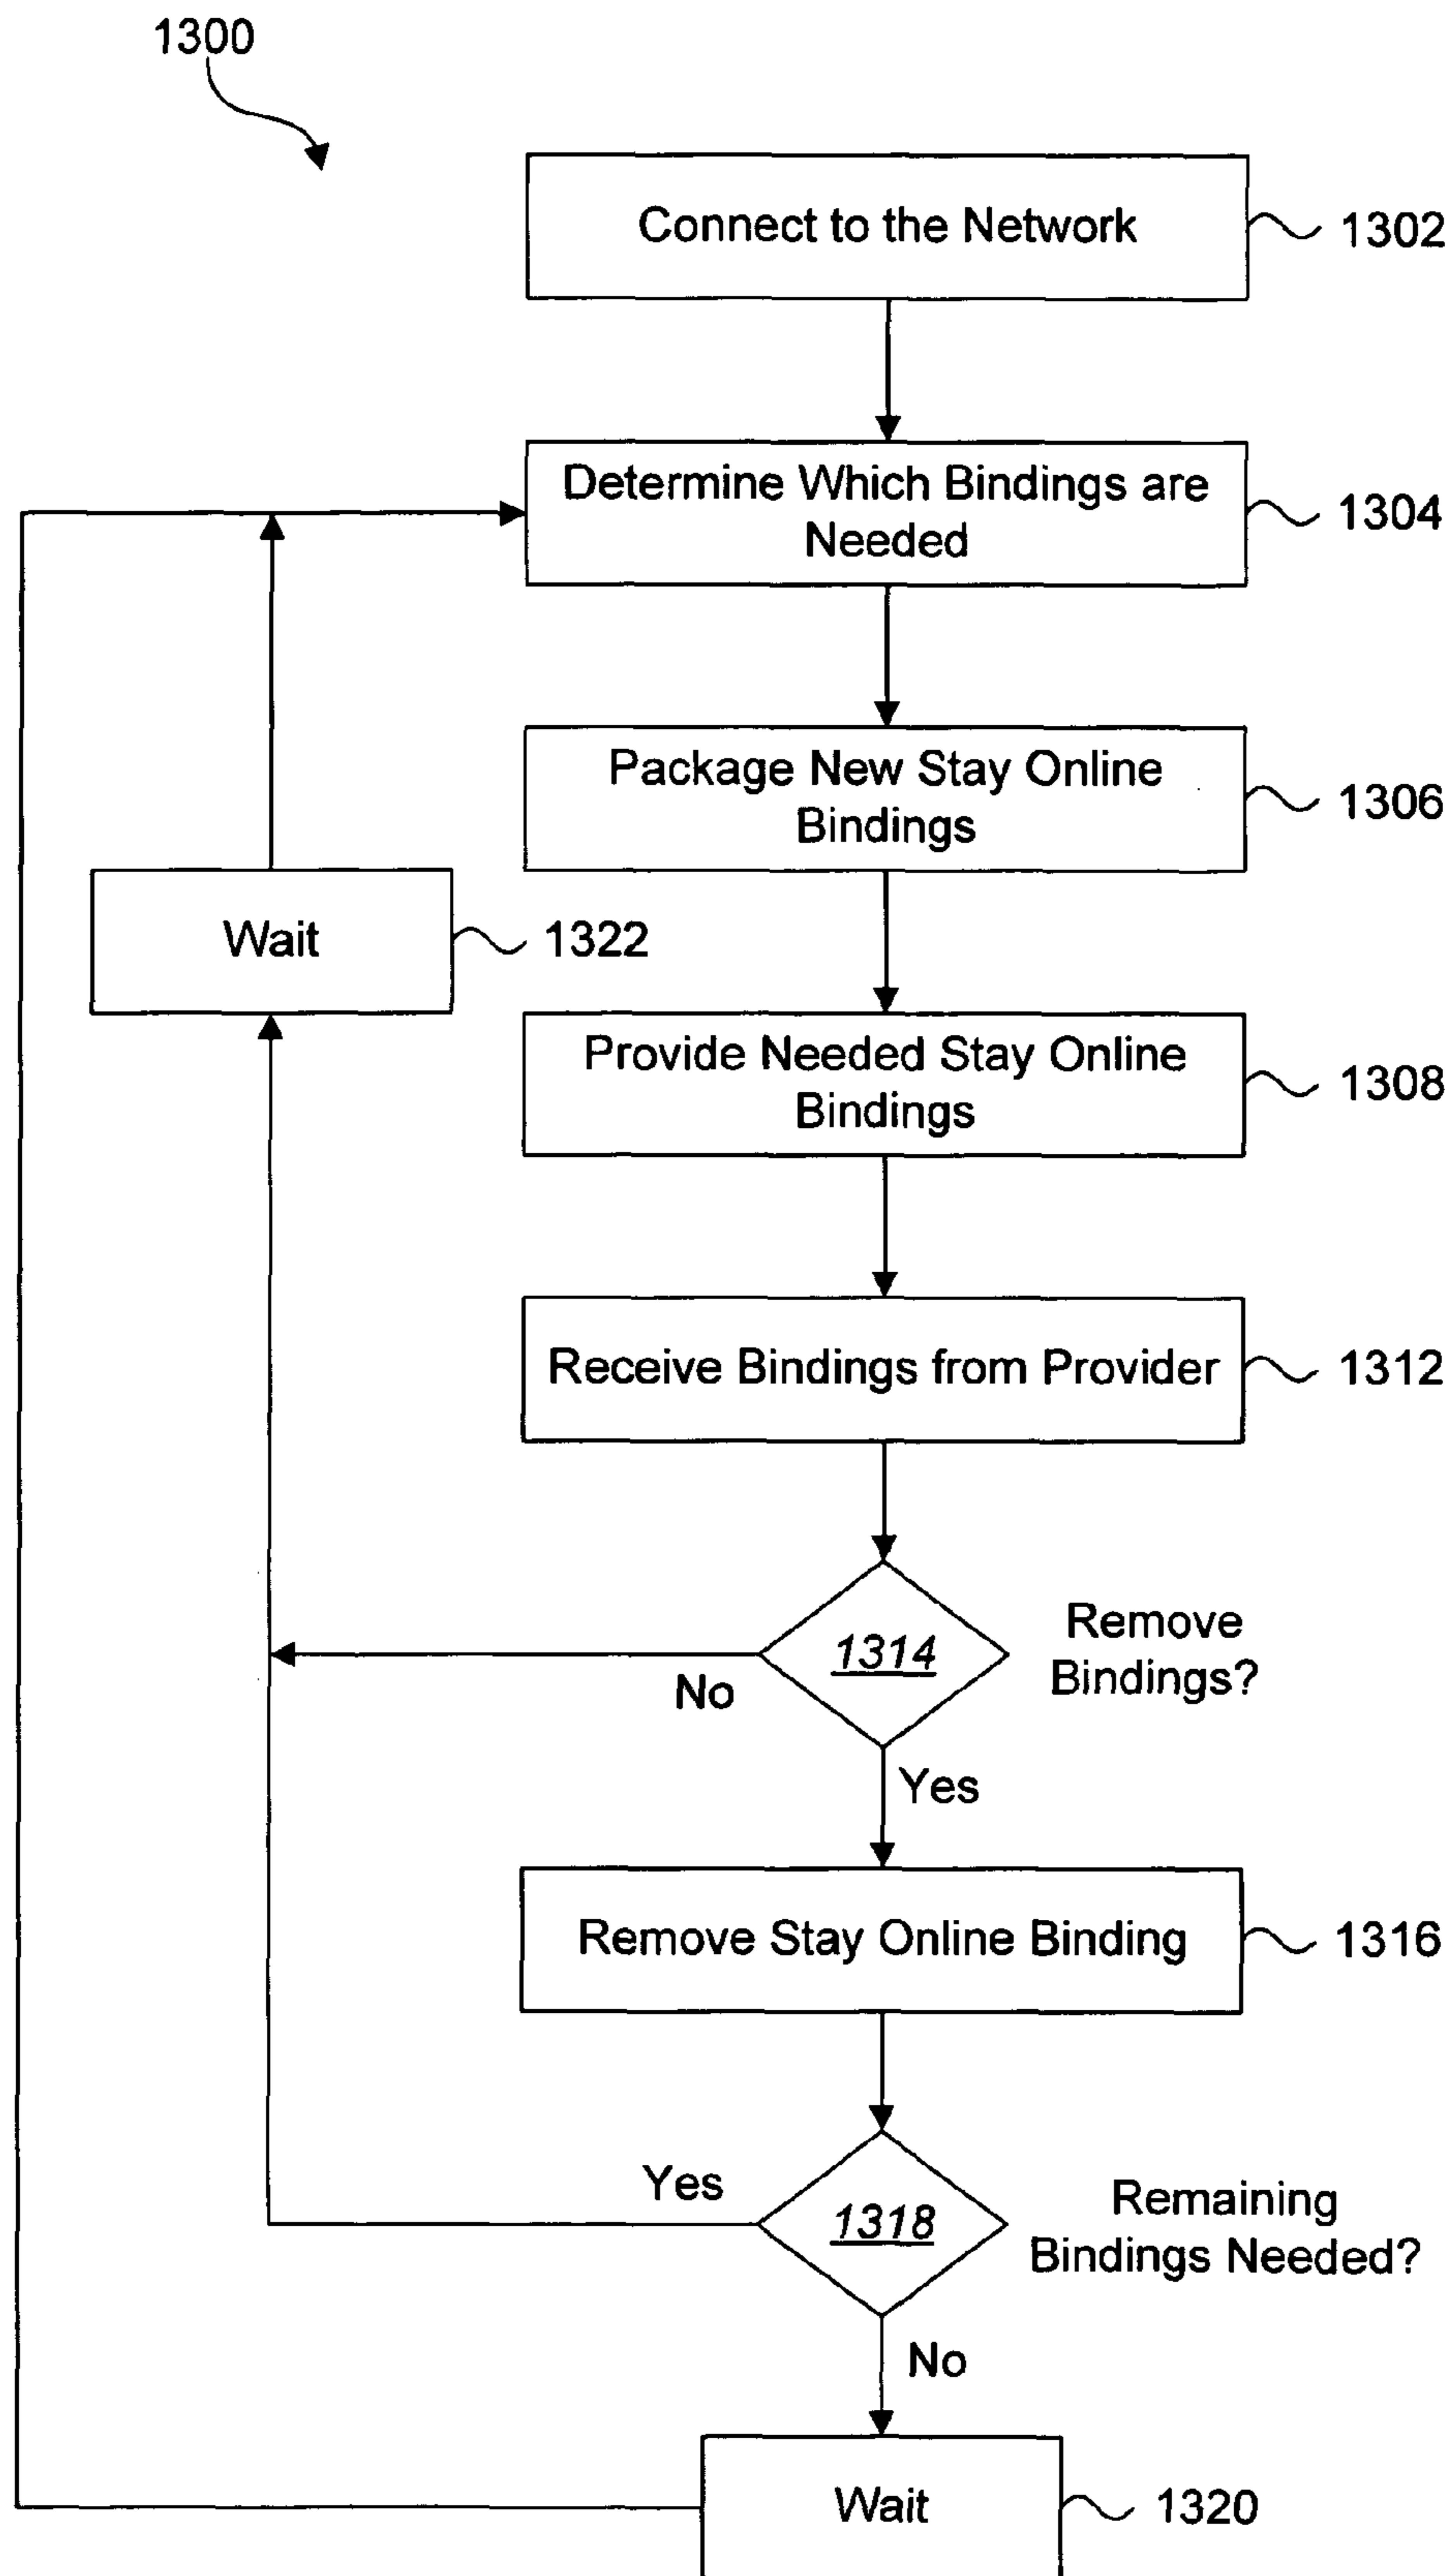 1300
Connect to the Network
1302
Determine Which Bindings are
Needed
1304
Package New Stay Online
Bindings
1306
Wait
1322
Provide Needed Stay Online
Bindings
1308
Receive Bindings from Provider
1312
1314
Remove
Bindings?
No
Yes
Remove Stay Online Binding
1316
Yes
1318
Remaining
Bindings Needed?
No
Wait
1320